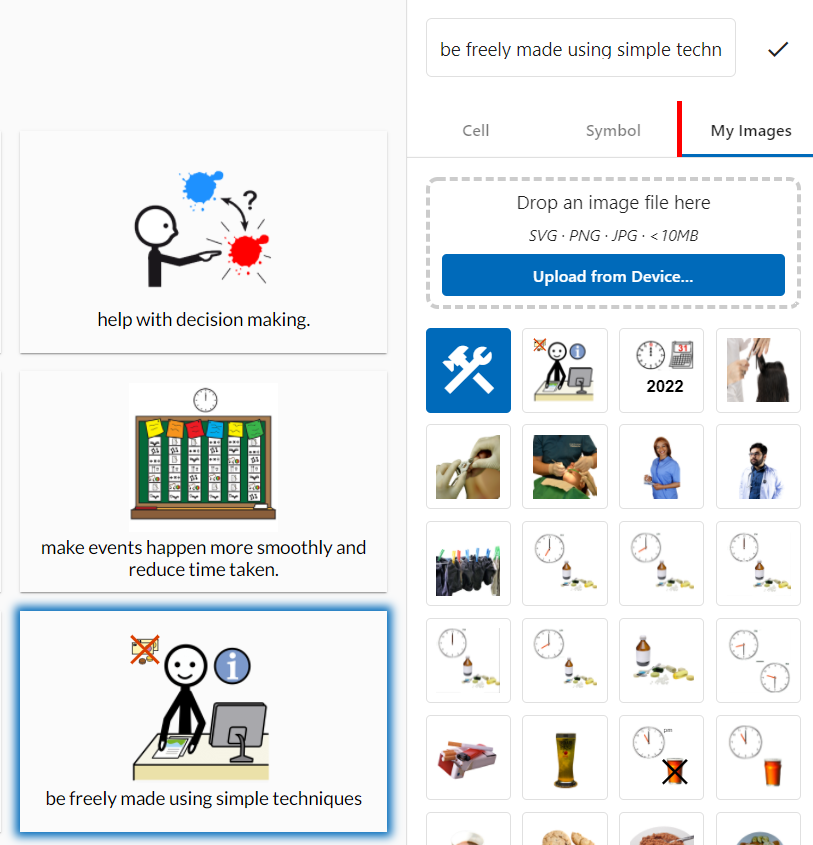 be freely made using simple techn
Cell
Symbol
My Images
?
help with decision making.
Drop an image file here
SVG · PNG · JPG · < 10MB
Upload from Device...
31
2022
make events happen more smoothly and
reduce time taken.
i
be freely made using simple techniques
pm